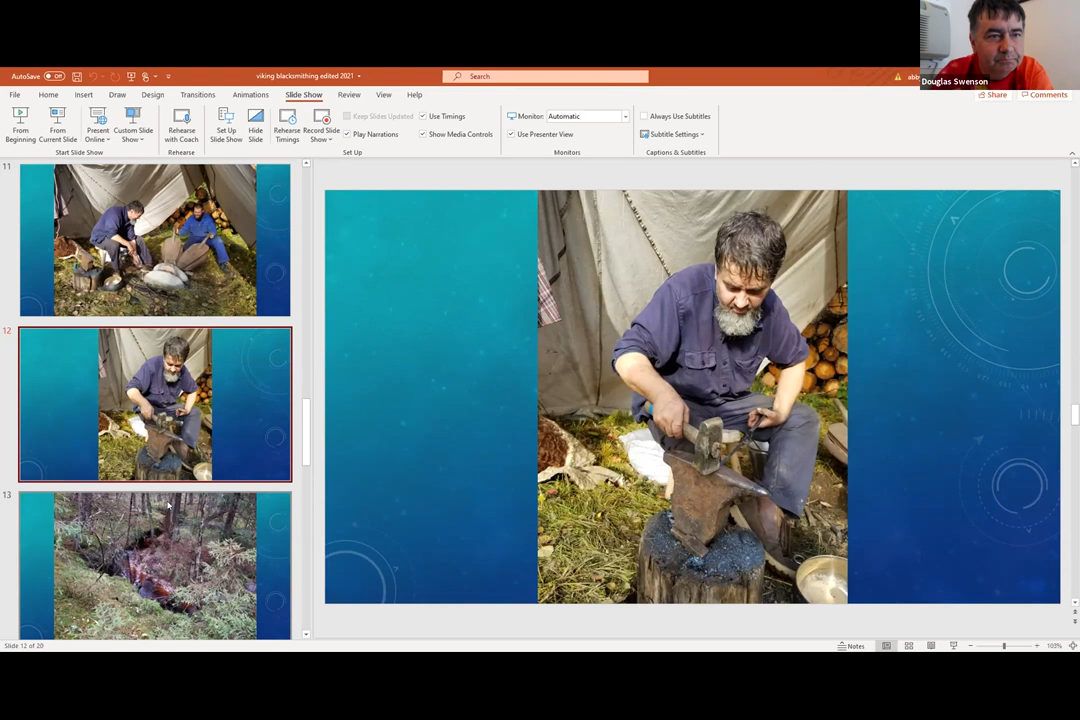 AutoSave Off
viking blacksmithing edited 2021
Search
Douglas Swenson
File Home Insert Draw Design Transitions Animations Slide Show Review View Help
Share Comments
From Beginning
From Current Slide
Present Online
Custom Slide Show
Start Slide Show
Rehearse with Coach
Rehearse
Set Up Slide Show
Hide Slide
Rehearse Timings
Record Slide Show
Keep Slides Updated
Play Narrations
Use Timings
Show Media Controls
Set Up
Monitor: Automatic
Use Presenter View
Monitors
Always Use Subtitles
Subtitle Settings
Captions & Subtitles
11
12
13
Slide 12 of 20
Notes
103%